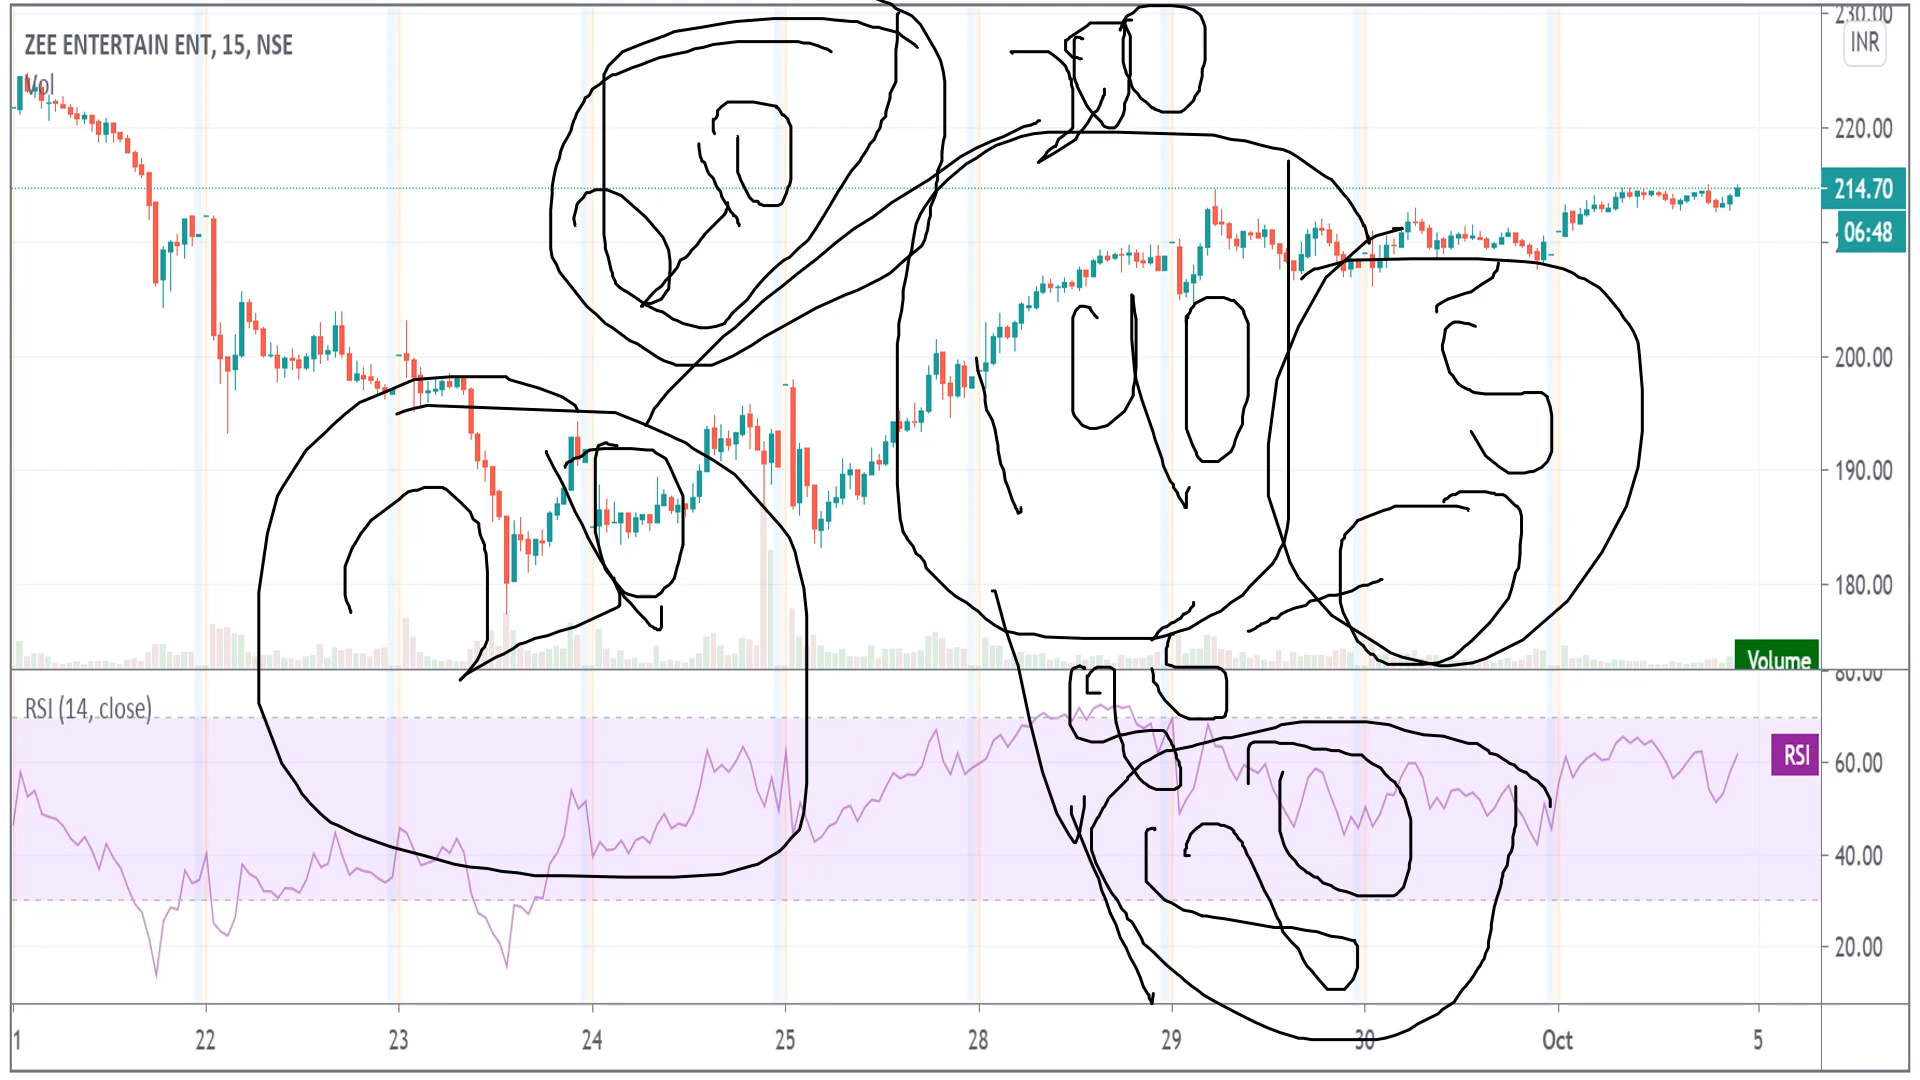 230.00
ZEE ENTERTAIN ENT, 15, NSE
INR
Vol
220.00
214.70
06:48
200.00
190.00
180.00
Volume
80.00
RSI (14, close)
RSI
60.00
40.00
20.00
1 22 23 24 25 28 29 30 Oct 5